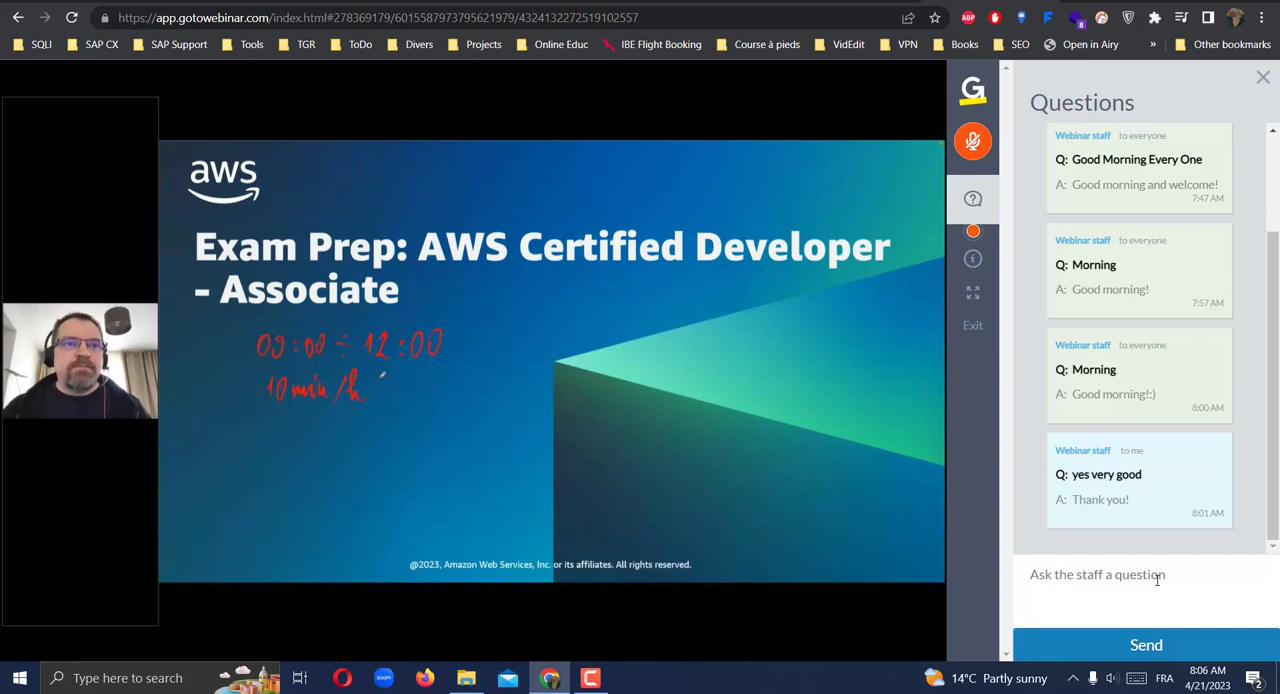 https://app.gotowebinar.com/index.html#278369179/6015587973795621979/4324132272519102557
ABP
8
SQLI
SAP CX
SAP Support
Tools
TGR
ToDo
Divers
Projects
Online Educ
IBE Flight Booking
Course à pieds
VidEdit
VPN
Books
SEO
Open in Airy
»
Other bookmarks
aws
Exam Prep: AWS Certified Developer
- Associate
09:00 ÷ 12:00
10min/h
@2023, Amazon Web Services, Inc. or its affiliates. All rights reserved.
G
Exit
Questions
Webinar staff to everyone
Q: Good Morning Every One
A: Good morning and welcome!
7:47 AM
Webinar staff to everyone
Q: Morning
A: Good morning!
7:57 AM
Webinar staff to everyone
Q: Morning
A: Good morning!:)
8:00 AM
Webinar staff to me
Q: yes very good
A: Thank you!
8:01 AM
Ask the staff a question
Send
Type here to search
zoom
14°C Partly sunny
FRA
8:06 AM
4/21/2023
2